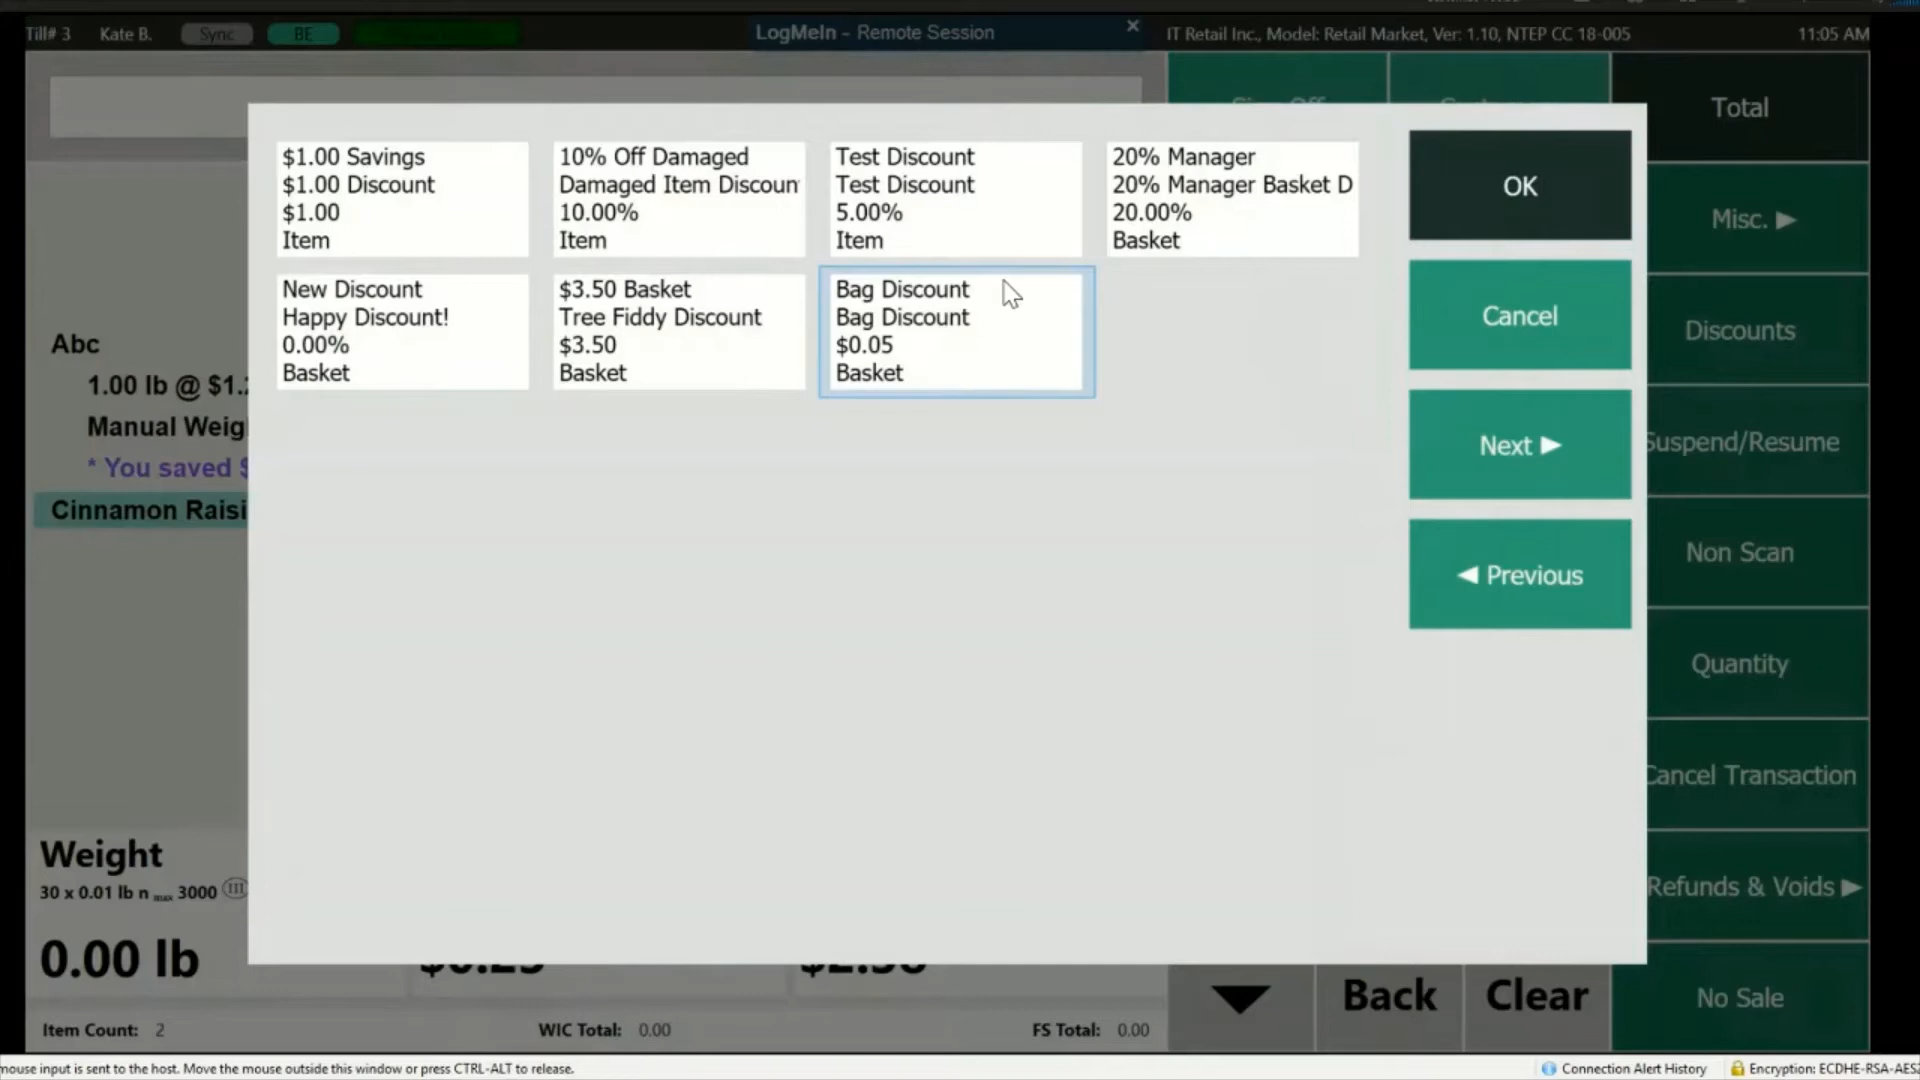 Till# 3 Kate B. Sync BE LogMeIn - Remote Session × IT Retail Inc., Model: Retail Market, Ver: 1.10, NTEP CC 18-005 11:05 AM
Total
Misc. ▶
Discounts
Suspend/Resume
Non Scan
Quantity
Cancel Transaction
Refunds & Voids ▶
No Sale
$1.00 Savings
$1.00 Discount
$1.00
Item
10% Off Damaged
Damaged Item Discoun
10.00%
Item
Test Discount
Test Discount
5.00%
Item
20% Manager
20% Manager Basket D
20.00%
Basket
New Discount
Happy Discount!
0.00%
Basket
$3.50 Basket
Tree Fiddy Discount
$3.50
Basket
Bag Discount
Bag Discount
$0.05
Basket
OK
Cancel
Next ▶
◀ Previous
Abc
1.00 lb @ $1.2
Manual Weig
* You saved $
Cinnamon Raisi
Weight
30 x 0.01 lb n max 3000 III
0.00 lb
Back Clear
Item Count: 2 WIC Total: 0.00 FS Total: 0.00
mouse input is sent to the host. Move the mouse outside this window or press CTRL-ALT to release.
Connection Alert History Encryption: ECDHE-RSA-AES2